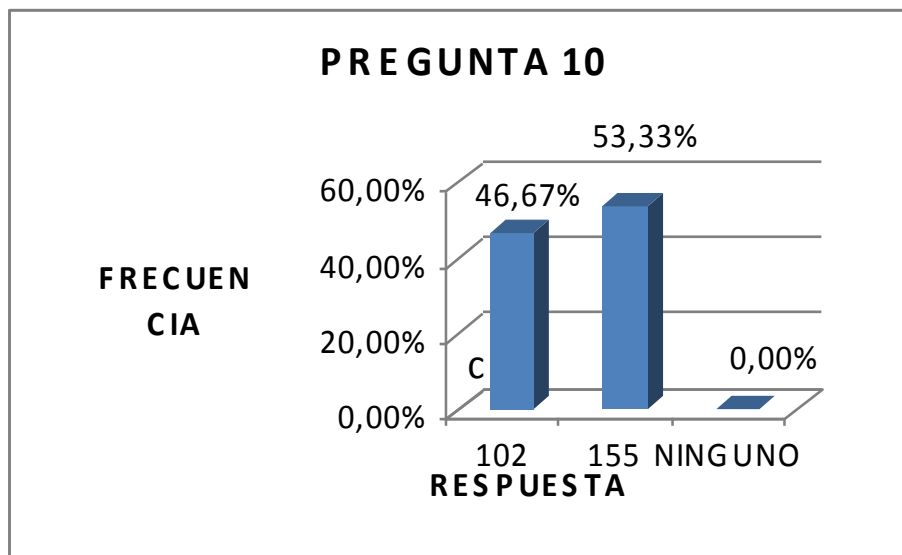 PREGUNTA 10
53,33%
60,00%
46,67%
40,00%
FRECUEN
CIA
20,00%
0,00%
C
0,00%
102
155
NINGUNO
RESPUESTA